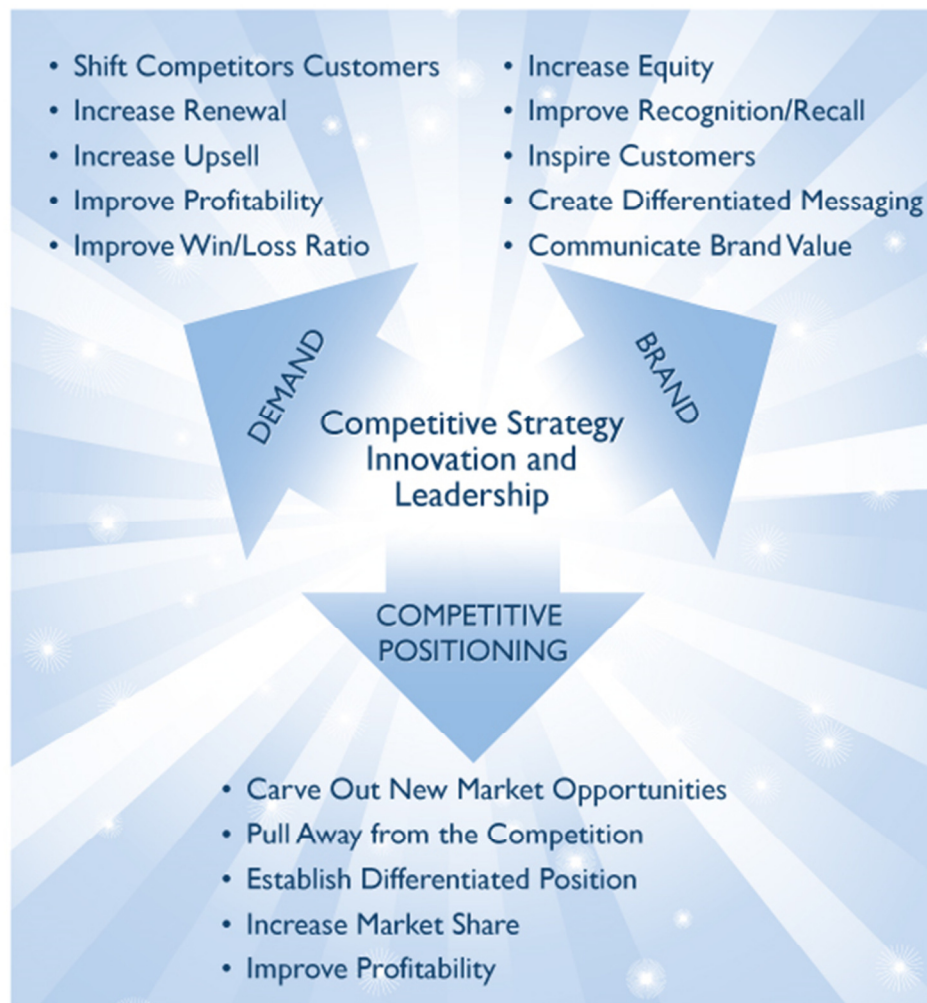 • Shift Competitors Customers
• Increase Renewal
• Increase Upsell
• Improve Profitability
• Improve Win/Loss Ratio
• Increase Equity
• Improve Recognition/Recall
• Inspire Customers
• Create Differentiated Messaging
• Communicate Brand Value
DEMAND
BRAND
Competitive Strategy
Innovation and
Leadership
COMPETITIVE
POSITIONING
• Carve Out New Market Opportunities
• Pull Away from the Competition
• Establish Differentiated Position
• Increase Market Share
• Improve Profitability